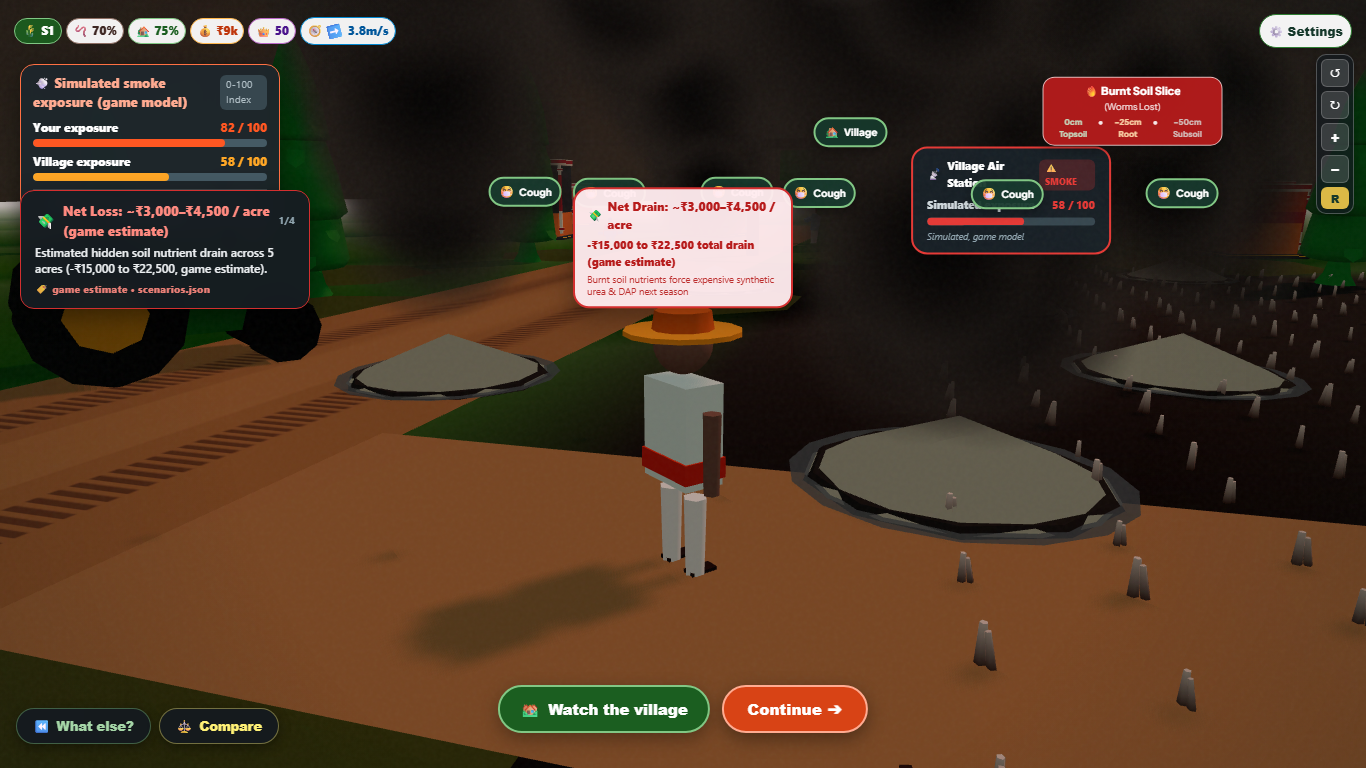 S1
70%
75%
₹9k
50
3.8m/s
Settings
Simulated smoke
exposure (game model)
0-100
Index
Your exposure
82 / 100
Village exposure
58 / 100
Net Loss: ~₹3,000–₹4,500 / acre
(game estimate)
1/4
Estimated hidden soil nutrient drain across 5
acres (-₹15,000 to ₹22,500, game estimate).
game estimate • scenarios.json
Cough
Net Drain: ~₹3,000–₹4,500 /
acre
-₹15,000 to ₹22,500 total drain
(game estimate)
Burnt soil nutrients force expensive synthetic
urea & DAP next season
Village
Cough
Burnt Soil Slice
(Worms Lost)
0cm • ~25cm • ~50cm
Topsoil Root Subsoil
Village Air
SMOKE
Cough
58 / 100
Simulated, game model
Cough
↺
↻
+
−
R
What else?
Compare
Watch the village
Continue ➔